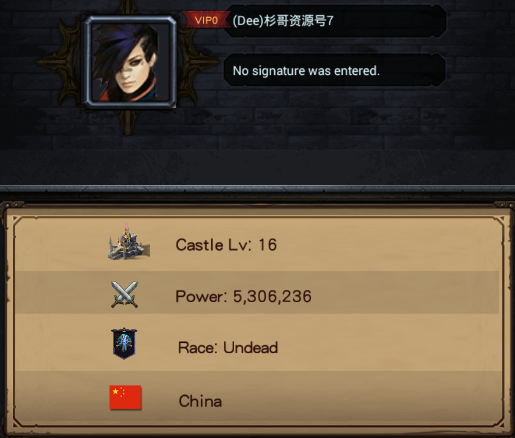 VIP0
(Dee)杉哥资源号7
No signature was entered.
Castle Lv: 16
Power: 5,306,236
Race: Undead
China